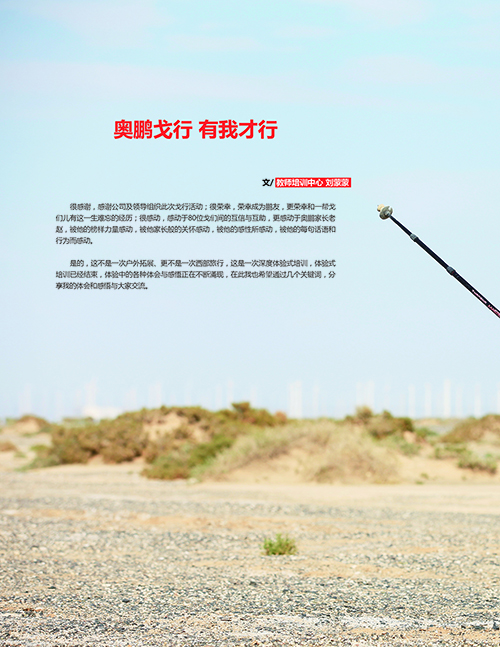 奥鹏戈行 有我才行
文/ 教师培训中心 刘蒙蒙
很感谢，感谢公司及领导组织此次戈行活动；很荣幸，荣幸成为鹏友，更荣幸和一帮戈
们儿有这一生难忘的经历；很感动，感动于80位戈们间的互信与互助，更感动于奥鹏家长老
赵，被他的榜样力量感动，被他家长般的关怀感动，被他的感性所感动，被他的每句话语和
行为而感动。
是的，这不是一次户外拓展、更不是一次西部旅行，这是一次深度体验式培训，体验式
培训已经结束，体验中的各种体会与感悟正在不断涌现，在此我也希望通过几个关键词，分
享我的体会和感悟与大家交流。